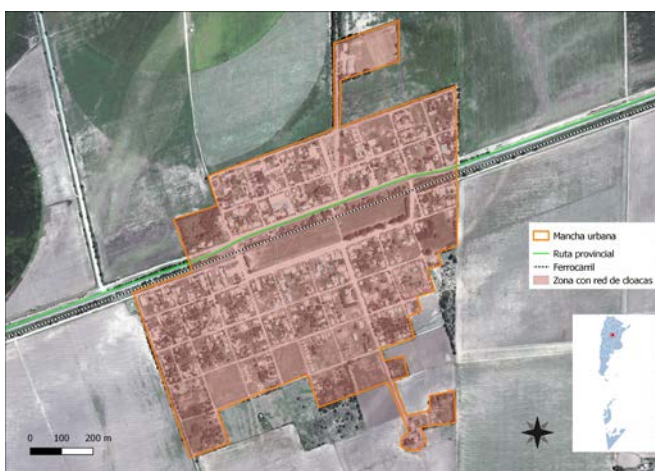 Mancha urbana
Ruta provincial
Ferrocarril
Zona con red de cloacas
0 100 200 m